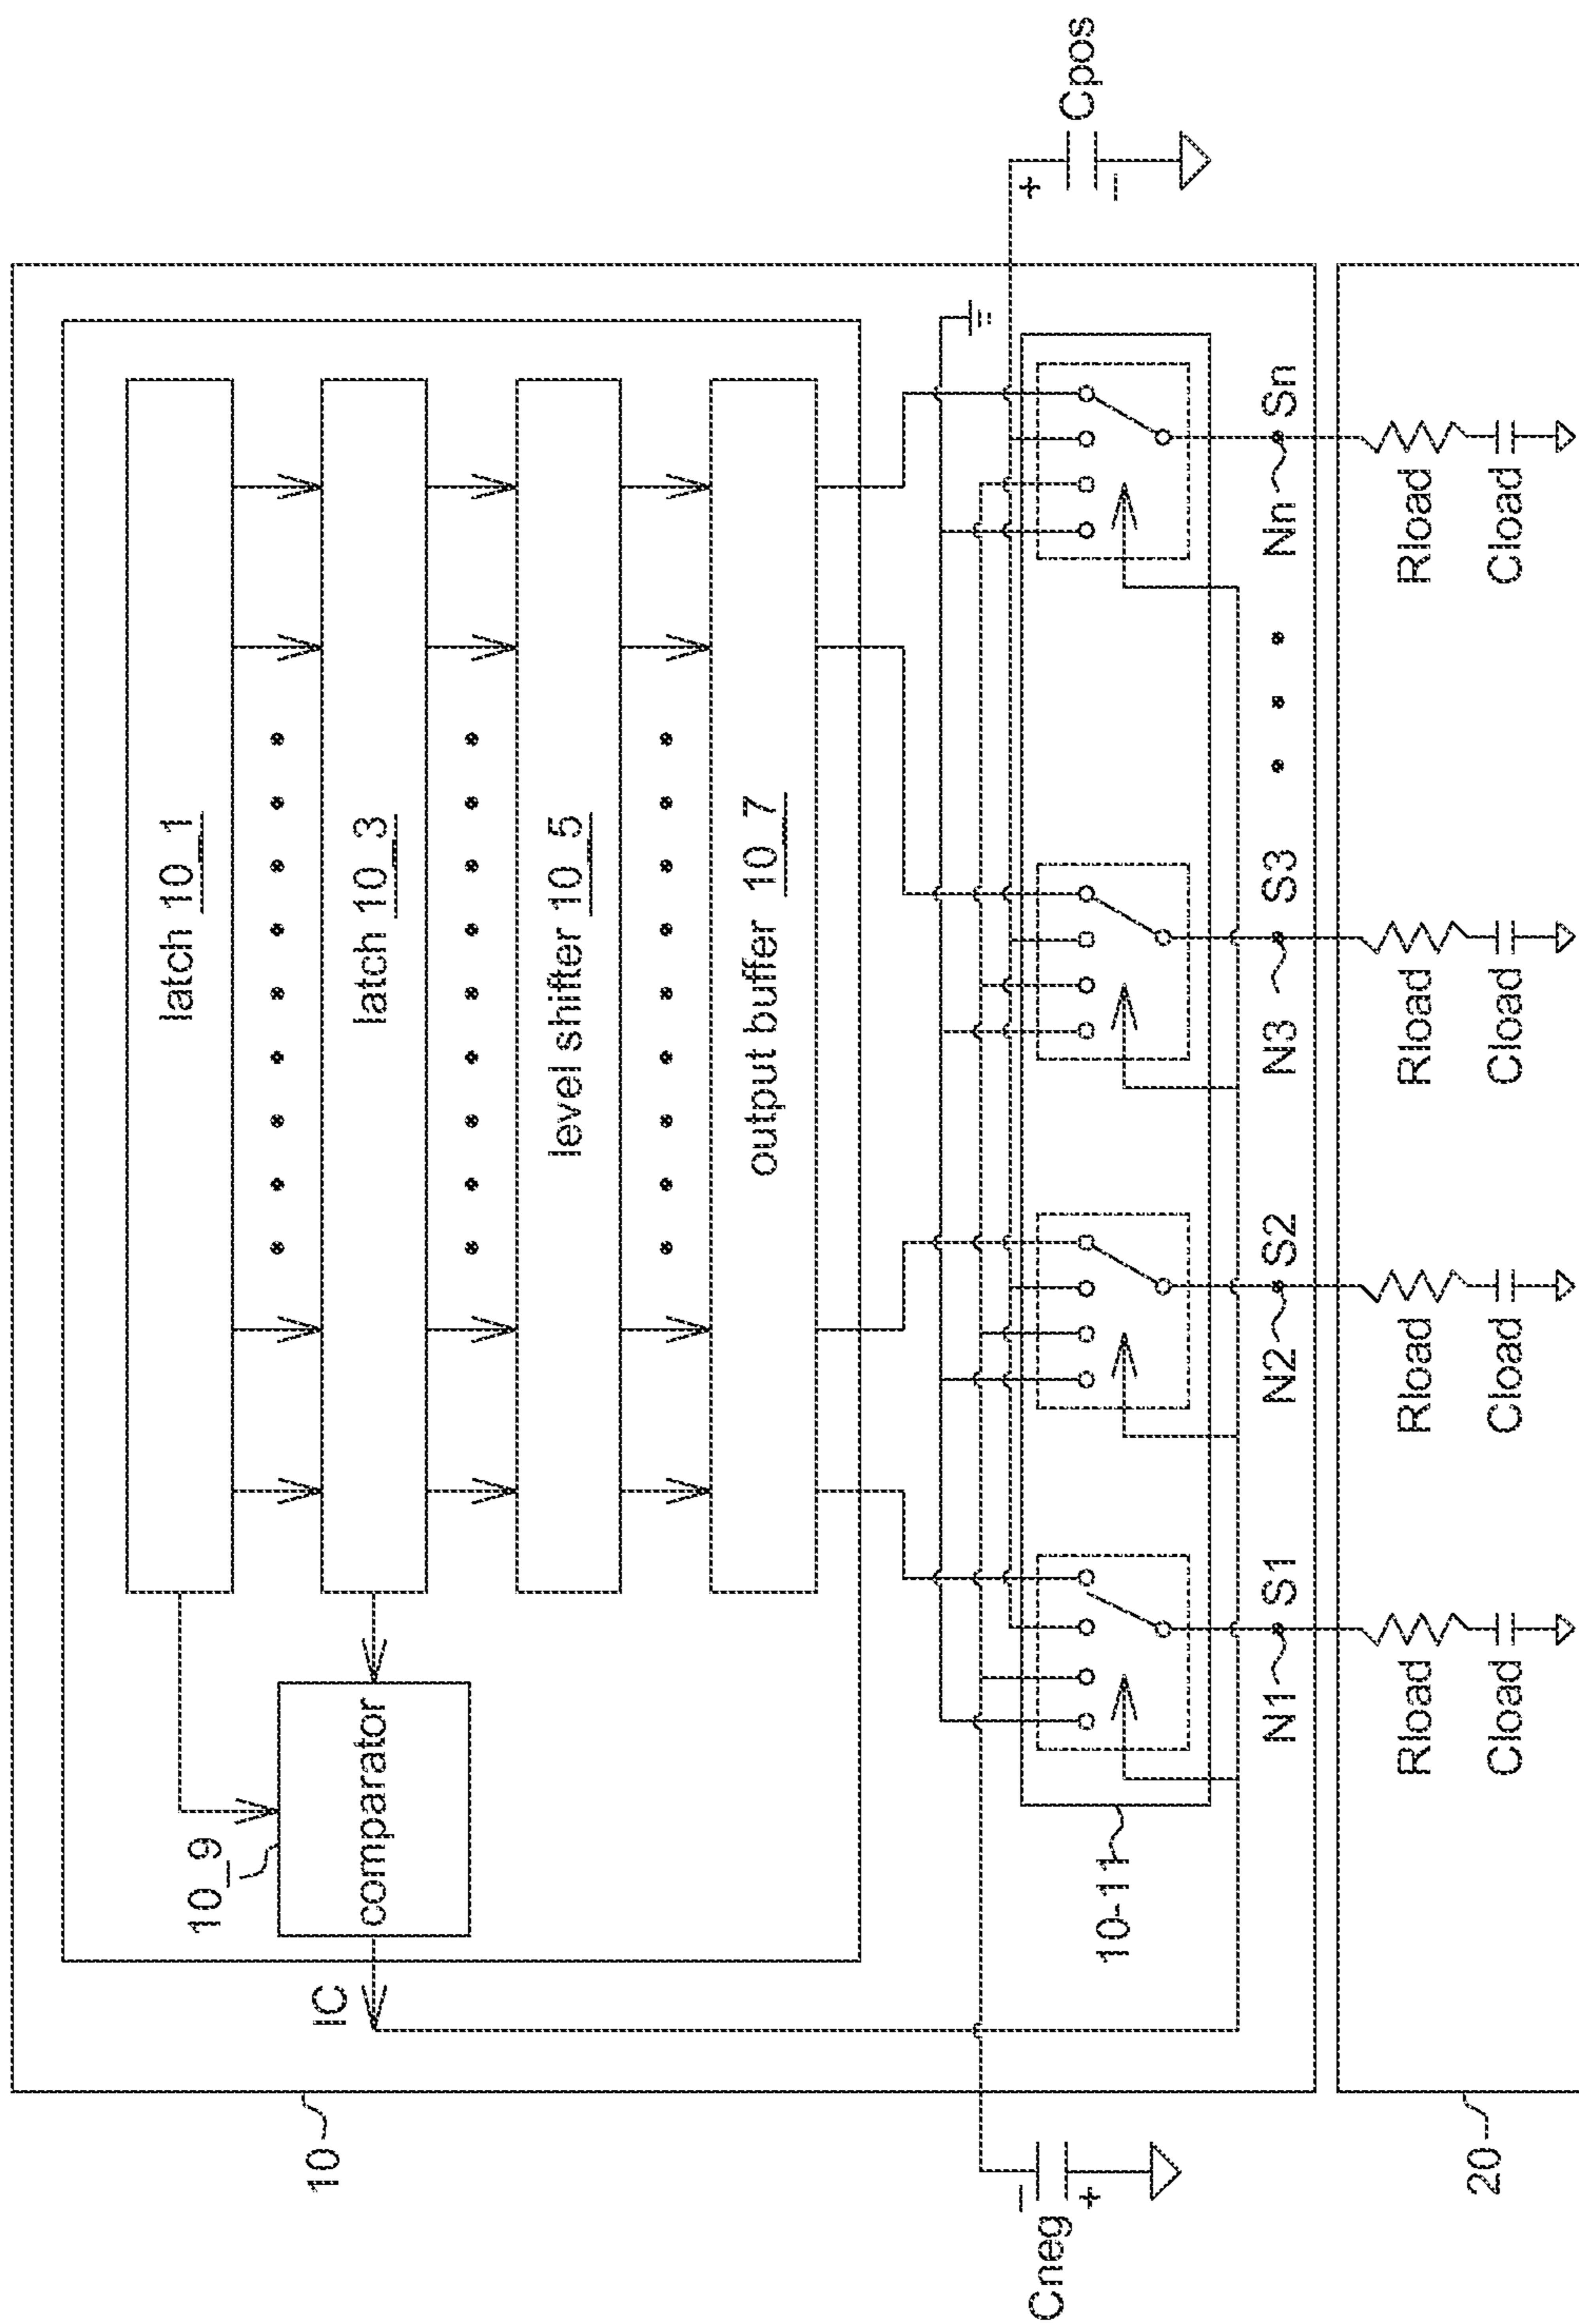 10
IC
10_9
comparator
latch 10_1
latch 10_3
level shifter 10_5
output buffer 10_7
Cneg
−
+
+
−
Cpos
10-11
N1 S1
N2 S2
N3 S3
Nn Sn
20
Rload
Cload
Rload
Cload
Rload
Cload
Rload
Cload